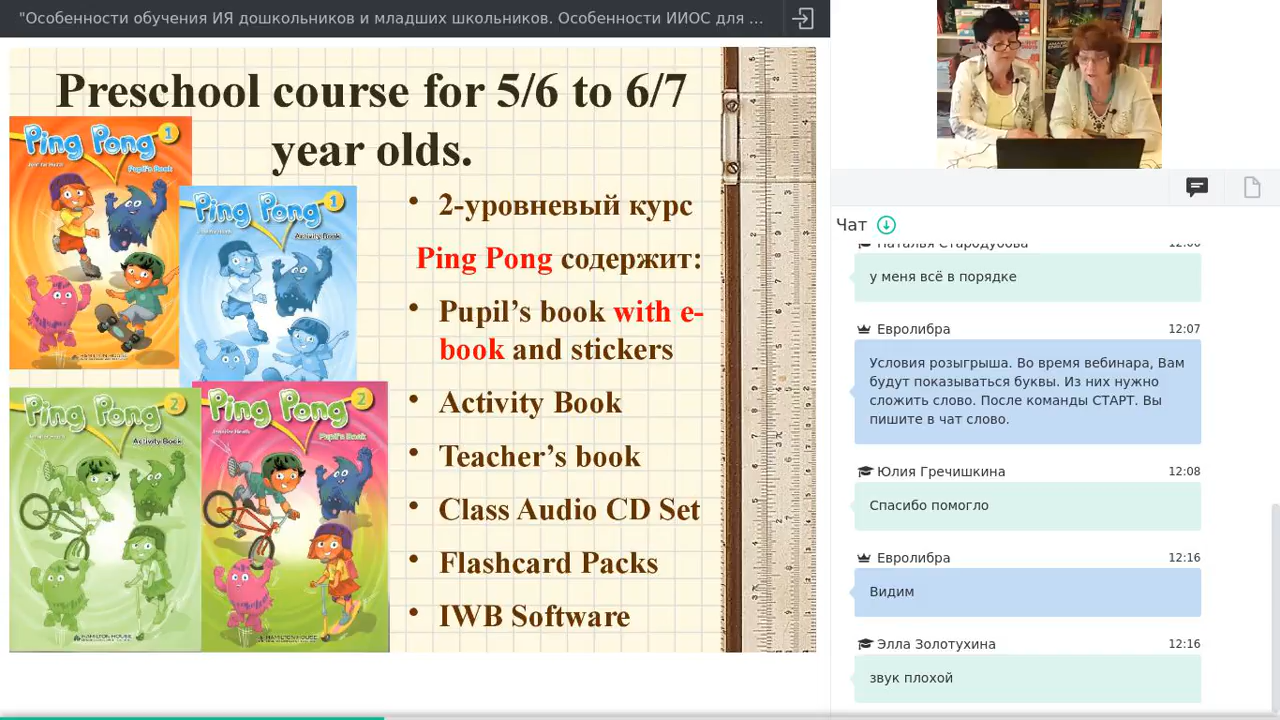 "Особенности обучения ИЯ дошкольников и младших школьников. Особенности ИИОС для ...
Preschool course for 5/6 to 6/7
year olds.
Ping Pong 1
Pupil's Book
Ping Pong 1
Activity Book
Ping Pong 2
Activity Book
Ping Pong 2
Pupil's Book
HAMILTON HOUSE
• 2-уровневый курс
Ping Pong содержит:
• Pupil’s book with e-
book and stickers
• Activity Book
• Teacher’s book
• Class Audio CD Set
• Flashcard Packs
• IWB Software
Чат
Наталья Стародубова
у меня всё в порядке
Евролибра 12:07
Условия розыгрыша. Во время вебинара, Вам
будут показываться буквы. Из них нужно
сложить слово. После команды СТАРТ. Вы
пишите в чат слово.
Юлия Гречишкина 12:08
Спасибо помогло
Евролибра 12:16
Видим
Элла Золотухина 12:16
звук плохой